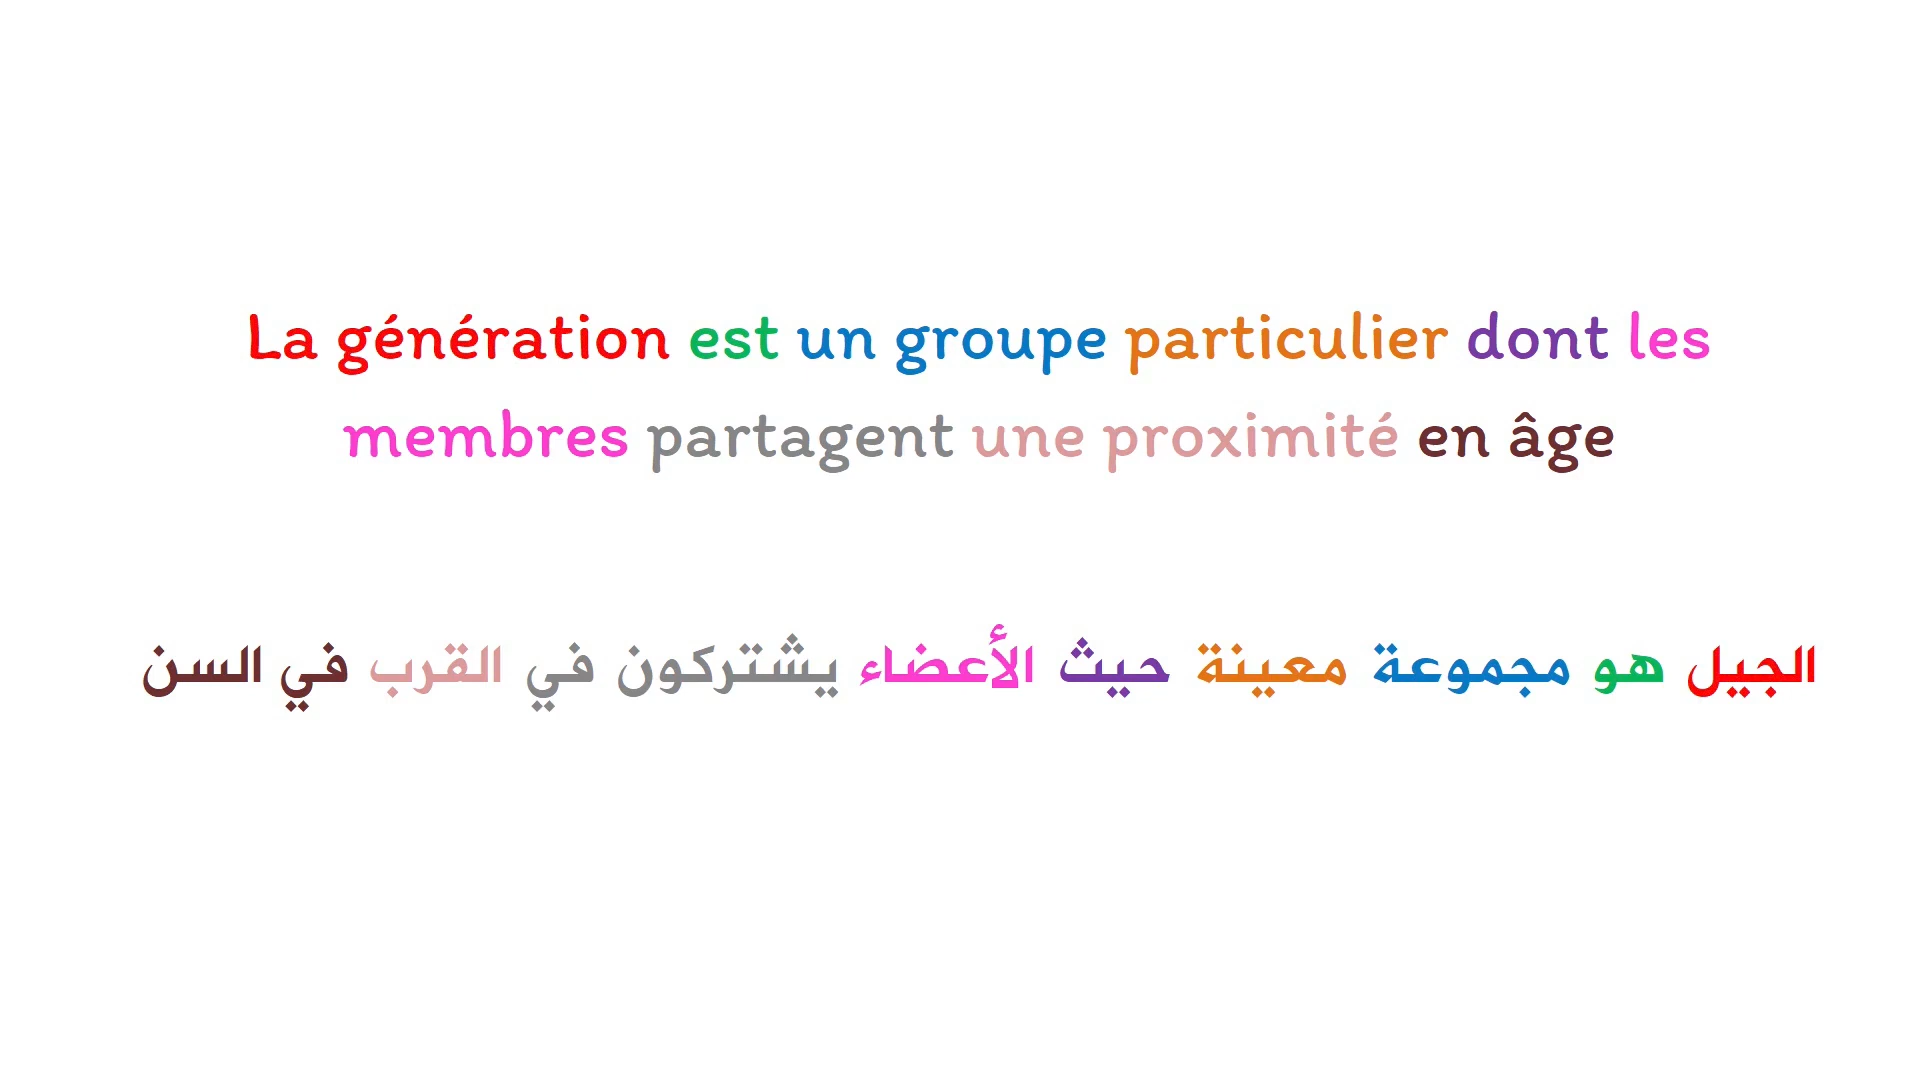 La génération est un groupe particulier dont les
membres partagent une proximité en âge
الجيل هو مجموعة معينة حيث الأعضاء يشتركون في القرب في السن